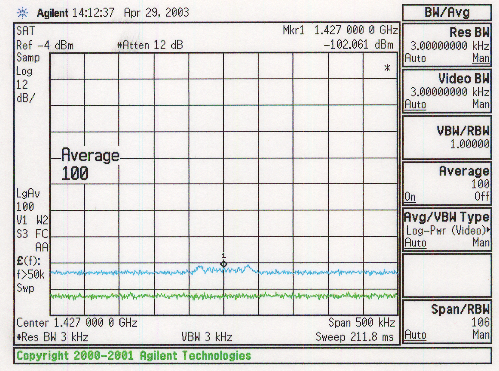 Agilent 14:12:37 Apr 29, 2003
BW/Avg
SAT
Mkr1 1.427 000 0 GHz
Ref -4 dBm
*Atten 12 dB
-102.061 dBm
Samp
Log
12
dB/
*
Average
100
LgAv
100
V1 W2
S3 FC
AA
£(f):
f>50k
Swp
1
Center 1.427 000 0 GHz
Span 500 kHz
*Res BW 3 kHz
VBW 3 kHz
Sweep 211.8 ms
Copyright 2000-2001 Agilent Technologies
Res BW
3.00000000 kHz
Auto Man
Video BW
3.00000000 kHz
Auto Man
VBW/RBW
1.00000
Average
100
On Off
Avg/VBW Type
Log-Pwr (Video)
Auto Man
Span/RBW
106
Auto Man